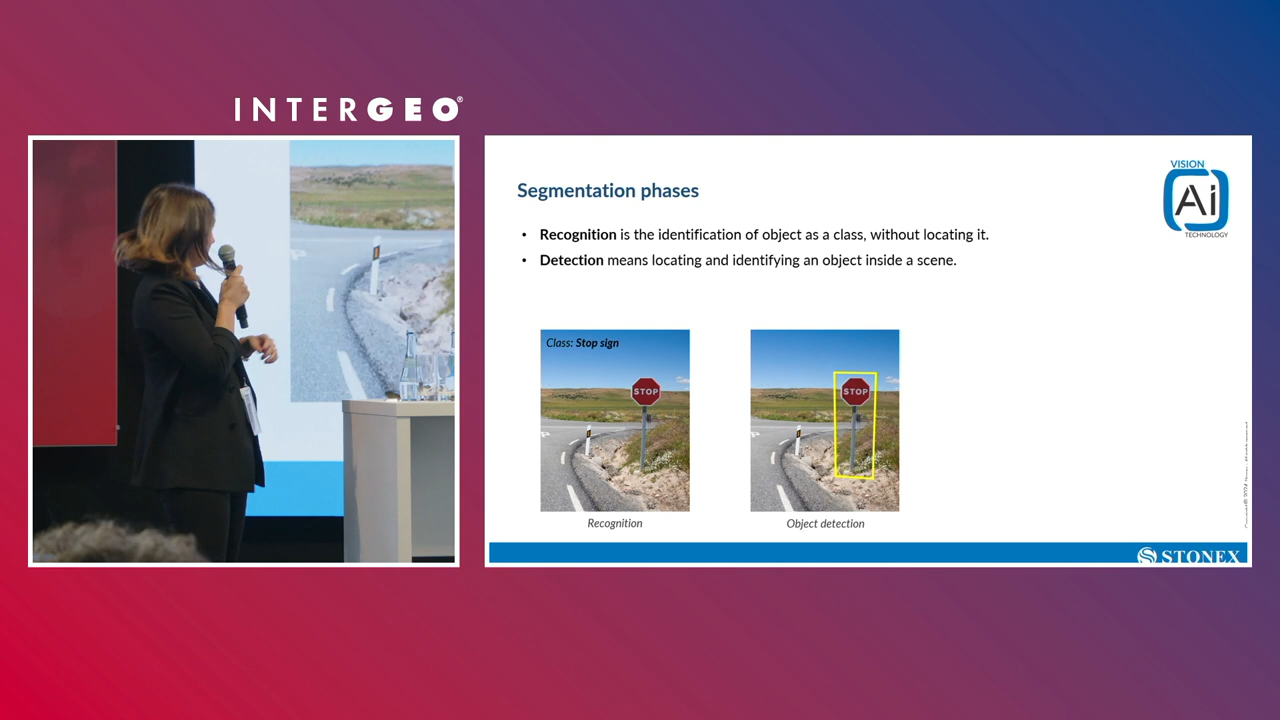 INTERGEO®
VISION
Ai
TECHNOLOGY
Segmentation phases
• Recognition is the identification of object as a class, without locating it.
• Detection means locating and identifying an object inside a scene.
Class: Stop sign
STOP
STOP
Recognition
Object detection
STONEX